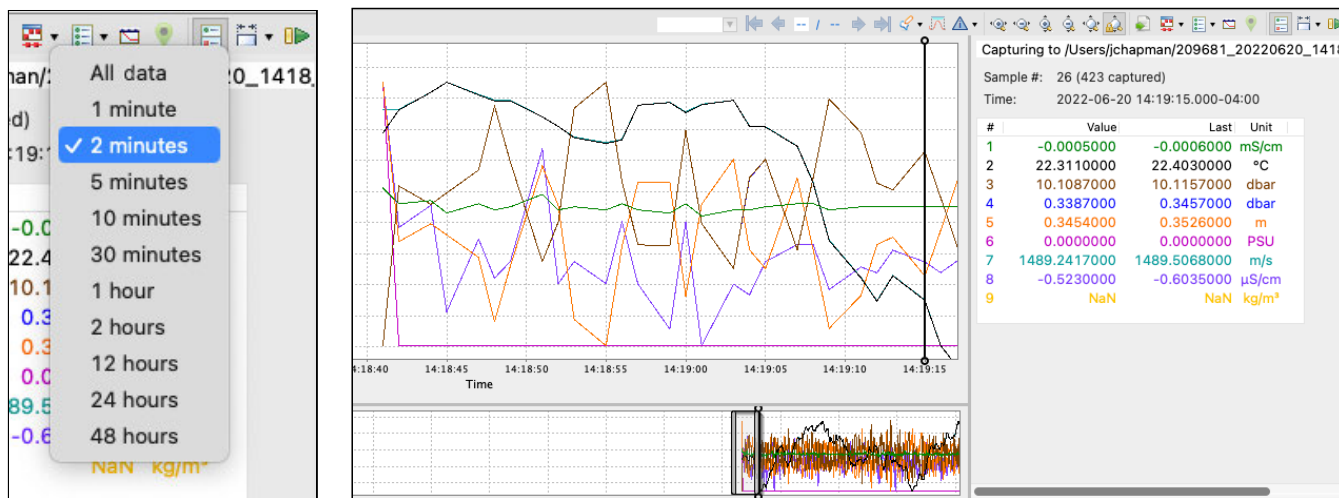 nan/2
0_1418_
d)
:19:1
All data
1 minute
✓ 2 minutes
5 minutes
10 minutes
30 minutes
1 hour
2 hours
12 hours
24 hours
48 hours
-0.0
22.4
10.1
0.3
0.3
0.0
89.5
-0.6
NaN kg/m³
-- / --
Capturing to /Users/jchapman/209681_20220620_1418
Sample #: 26 (423 captured)
Time: 2022-06-20 14:19:15.000-04:00
# Value Last Unit
1 -0.0005000 -0.0006000 mS/cm
2 22.3110000 22.4030000 °C
3 10.1087000 10.1157000 dbar
4 0.3387000 0.3457000 dbar
5 0.3454000 0.3526000 m
6 0.0000000 0.0000000 PSU
7 1489.2417000 1489.5068000 m/s
8 -0.5230000 -0.6035000 µS/cm
9 NaN NaN kg/m³
4:18:40 14:18:45 14:18:50 14:18:55 14:19:00 14:19:05 14:19:10 14:19:15
Time